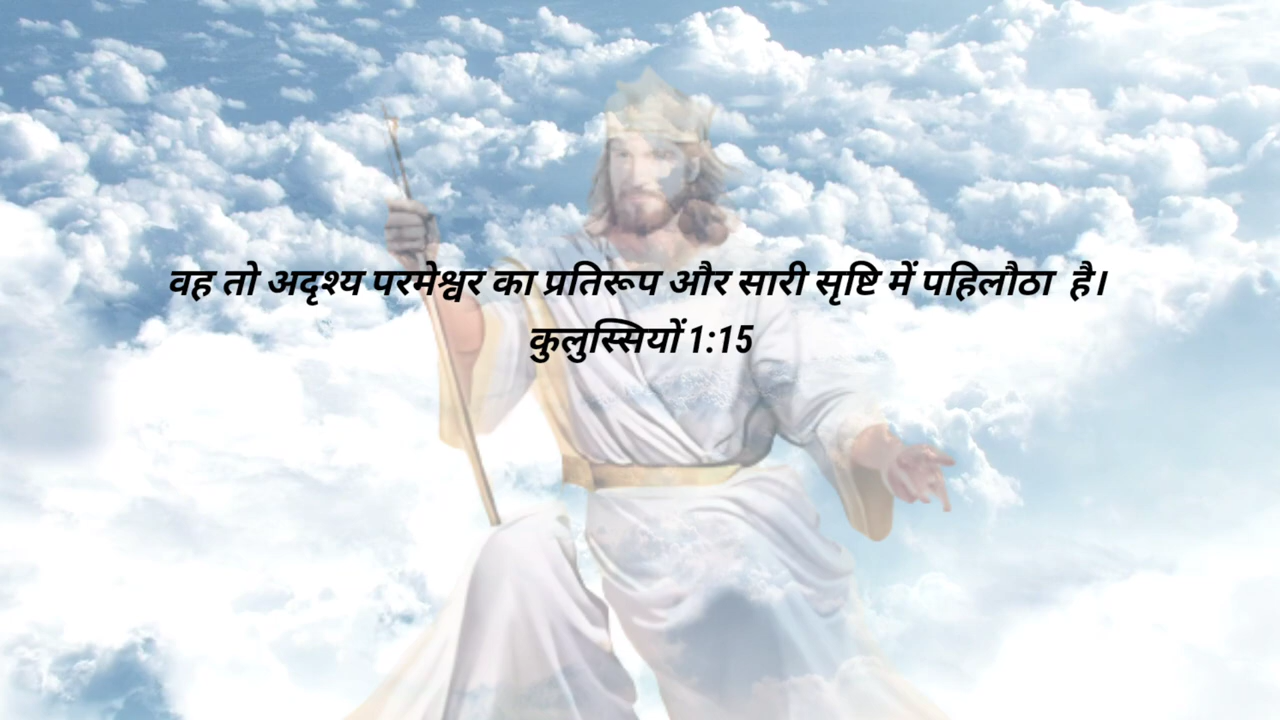 वह तो अदृश्य परमेश्वर का प्रतिरूप और सारी सृष्टि में पहिलौठा है।
कुलुस्सियों 1:15